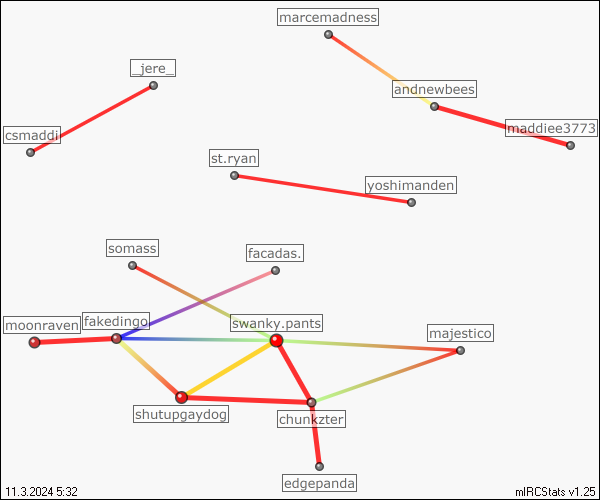 marcemadness
_jere_
andnewbees
csmaddi
maddiee3773
st.ryan
yoshimanden
somass
facadas.
moonraven
fakedingo
swanky.pants
majestico
shutupgaydog
chunkzter
edgepanda
11.3.2024 5:32
mIRCStats v1.25